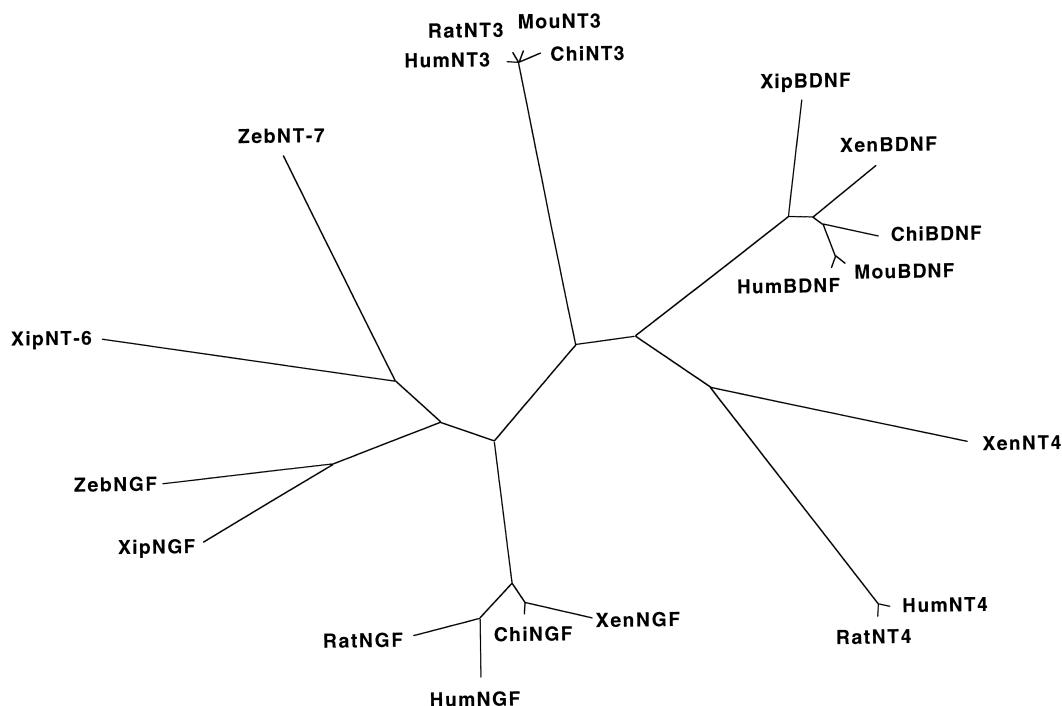 MouNT3
RatNT3
ChiNT3
HumNT3
XipBDNF
ZebNT-7
XenBDNF
ChiBDNF
MouBDNF
HumBDNF
XipNT-6
XenNT4
ZebNGF
XipNGF
HumNT4
XenNGF
ChiNGF
RatNT4
RatNGF
HumNGF